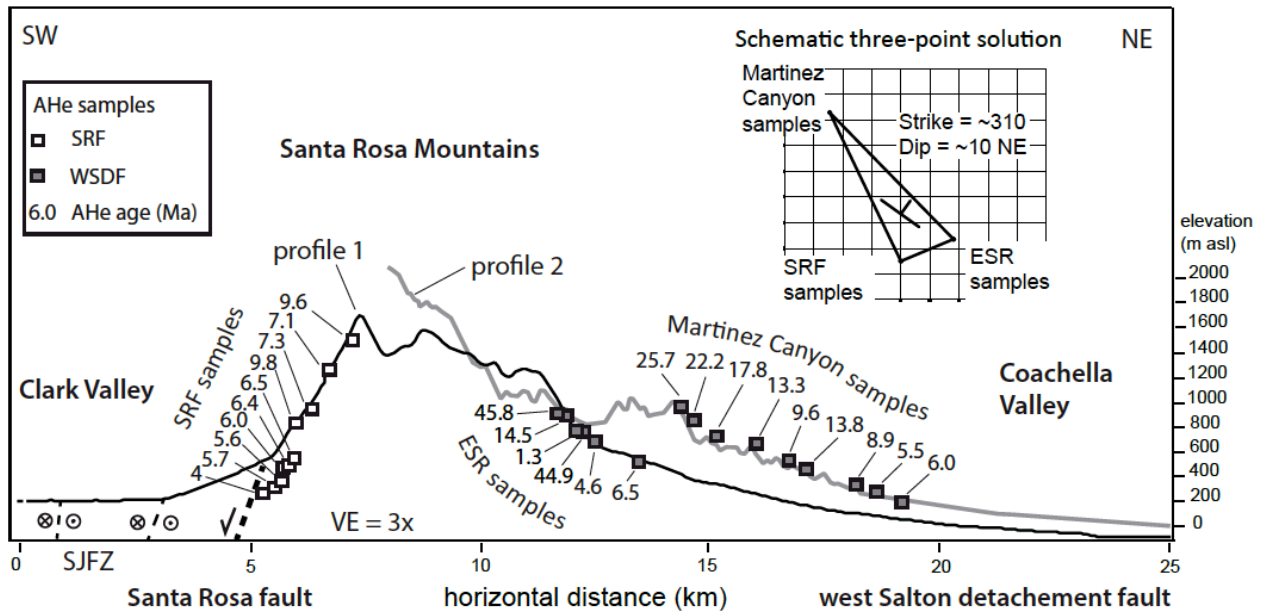 SW
NE
AHe samples
SRF
WSDF
6.0 AHe age (Ma)
Santa Rosa Mountains
Schematic three-point solution
Martinez
Canyon
samples
Strike = ~310
Dip = ~10 NE
SRF
samples
ESR
samples
elevation
(m asl)
2000
1800
1600
1400
1200
1000
800
600
400
200
0
profile 1
profile 2
SRF samples
9.6
7.1
7.3
9.8
6.5
6.4
6.0
5.6
5.7
4
Clark Valley
Martinez Canyon samples
25.7
22.2
17.8
13.3
9.6
13.8
8.9
5.5
6.0
Coachella
Valley
45.8
14.5
1.3
44.9
4.6
6.5
ESR samples
VE = 3x
0
SJFZ
5
10
15
20
25
Santa Rosa fault
horizontal distance (km)
west Salton detachement fault